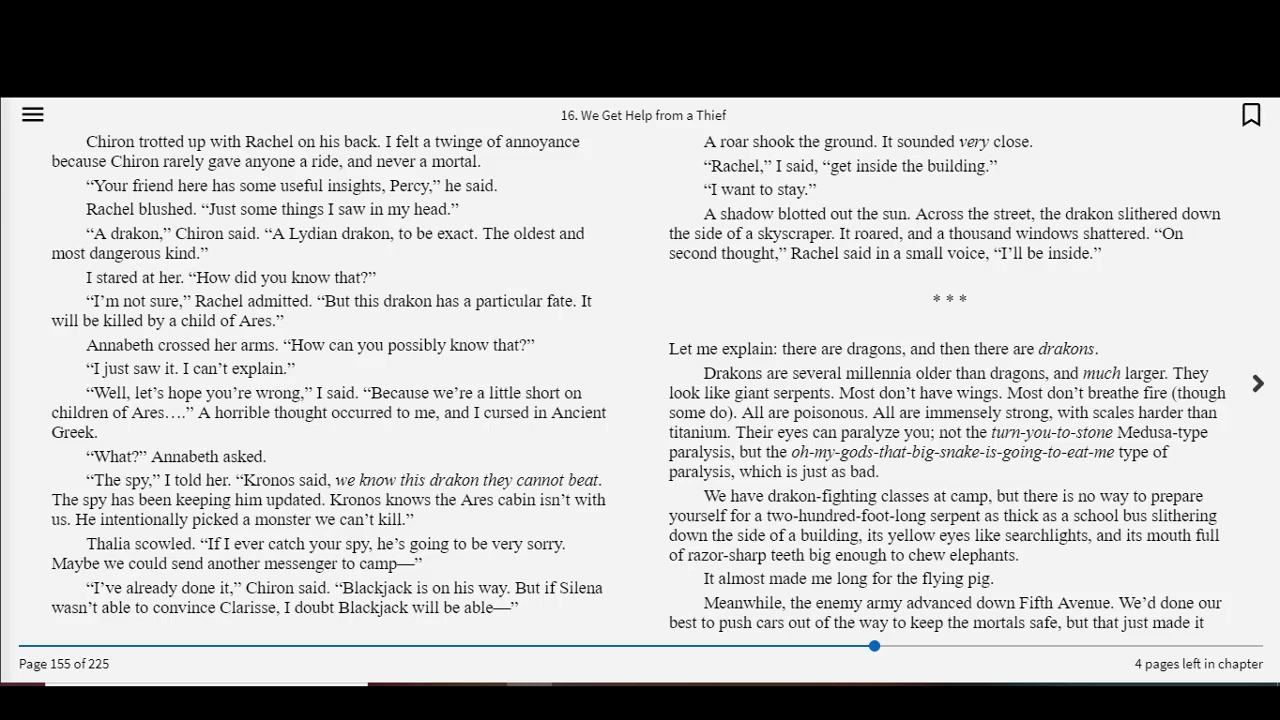 16. We Get Help from a Thief
Chiron trotted up with Rachel on his back. I felt a twinge of annoyance
because Chiron rarely gave anyone a ride, and never a mortal.
“Your friend here has some useful insights, Percy,” he said.
Rachel blushed. “Just some things I saw in my head.”
“A drakon,” Chiron said. “A Lydian drakon, to be exact. The oldest and
most dangerous kind.”
I stared at her. “How did you know that?”
“I’m not sure,” Rachel admitted. “But this drakon has a particular fate. It
will be killed by a child of Ares.”
Annabeth crossed her arms. “How can you possibly know that?”
“I just saw it. I can’t explain.”
“Well, let’s hope you’re wrong,” I said. “Because we’re a little short on
children of Ares….” A horrible thought occurred to me, and I cursed in Ancient
Greek.
“What?” Annabeth asked.
“The spy,” I told her. “Kronos said, we know this drakon they cannot beat.
The spy has been keeping him updated. Kronos knows the Ares cabin isn’t with
us. He intentionally picked a monster we can’t kill.”
Thalia scowled. “If I ever catch your spy, he’s going to be very sorry.
Maybe we could send another messenger to camp—”
“I’ve already done it,” Chiron said. “Blackjack is on his way. But if Silena
wasn’t able to convince Clarisse, I doubt Blackjack will be able—”
A roar shook the ground. It sounded very close.
“Rachel,” I said, “get inside the building.”
“I want to stay.”
A shadow blotted out the sun. Across the street, the drakon slithered down
the side of a skyscraper. It roared, and a thousand windows shattered. “On
second thought,” Rachel said in a small voice, “I’ll be inside.”
* * *
Let me explain: there are dragons, and then there are drakons.
Drakons are several millennia older than dragons, and much larger. They
look like giant serpents. Most don’t have wings. Most don’t breathe fire (though
some do). All are poisonous. All are immensely strong, with scales harder than
titanium. Their eyes can paralyze you; not the turn-you-to-stone Medusa-type
paralysis, but the oh-my-gods-that-big-snake-is-going-to-eat-me type of
paralysis, which is just as bad.
We have drakon-fighting classes at camp, but there is no way to prepare
yourself for a two-hundred-foot-long serpent as thick as a school bus slithering
down the side of a building, its yellow eyes like searchlights, and its mouth full
of razor-sharp teeth big enough to chew elephants.
It almost made me long for the flying pig.
Meanwhile, the enemy army advanced down Fifth Avenue. We’d done our
best to push cars out of the way to keep the mortals safe, but that just made it
Page 155 of 225
4 pages left in chapter